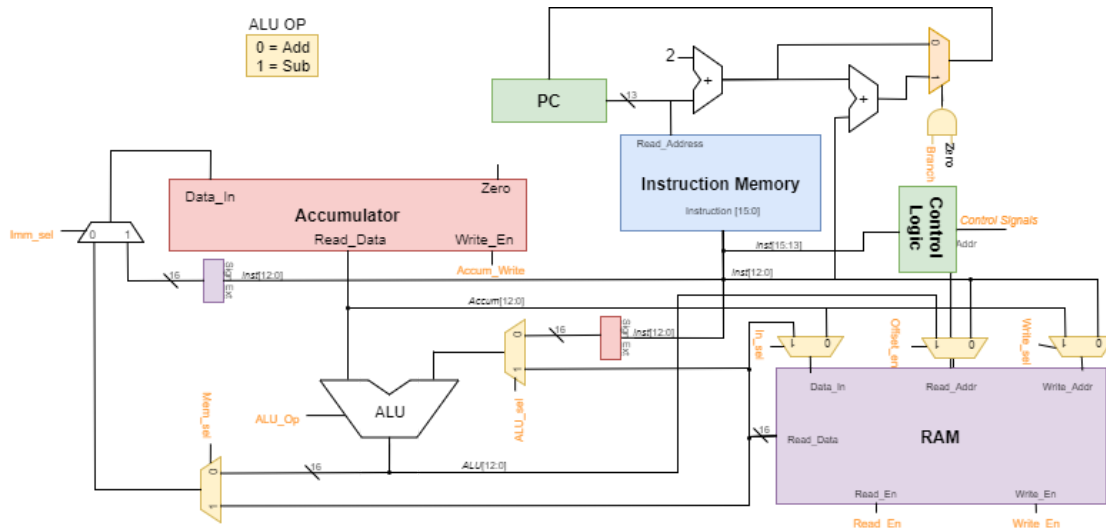 ALU OP
0 = Add
1 = Sub
2
+
+
0
1
PC
13
Read_Address
Instruction Memory
Instruction [15:0]
Branch
Zero
Control Logic
Control Signals
Addr
Inst[15:13]
Data_In
Zero
Accumulator
Read_Data
Write_En
Accum_Write
Imm_sel
0
1
16
Sign Ext
Inst[12:0]
Inst[12:0]
Accum[12:0]
16
Sign Ext
Inst[12:0]
0
1
ALU_sel
In_sel
1
0
Offset_en
1
0
Write_sel
1
0
Data_In
Read_Addr
Write_Addr
RAM
16
Read_Data
Read_En
Write_En
Read_En
Write_En
ALU
ALU_Op
Mem_sel
0
1
16
ALU[12:0]